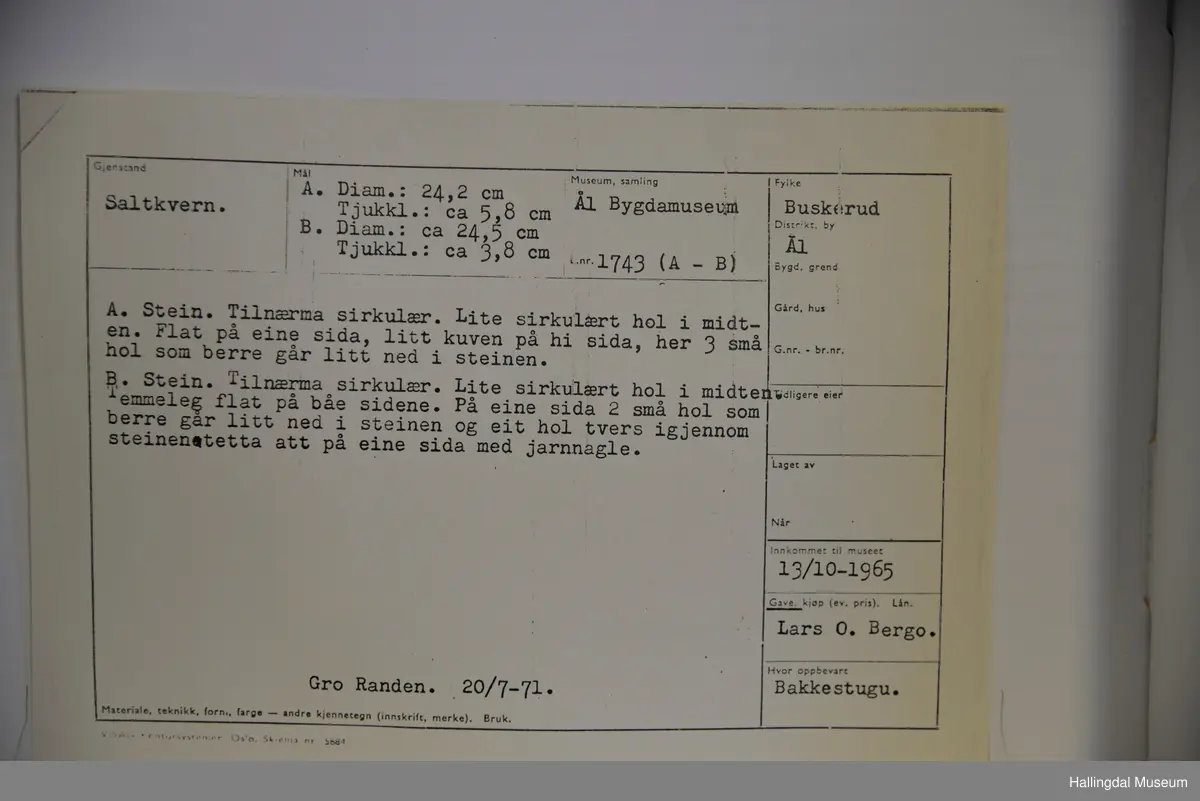 Gjenstand
Saltkvern.
Mål
A. Diam.: 24,2 cm
Tjukkl.: ca 5,8 cm
B. Diam.: ca 24,5 cm
Tjukkl.: ca 3,8 cm
Museum, samling
Ål Bygdamuseum
L.nr. 1743 (A - B)
Fylke
Buskerud
Distrikt, by
Ål
Bygd, grend
Gård, hus
G.nr. - br.nr.
Tidligere eier
Laget av
Når
Innkommet til museet
13/10-1965
Gave, kjøp (ev. pris). Lån.
Lars O. Bergo.
Hvor oppbevart
Bakkestugu.
A. Stein. Tilnærma sirkulær. Lite sirkulært hol i midt-
en. Flat på eine sida, litt kuven på hi sida, her 3 små
hol som berre går litt ned i steinen.
B. Stein. Tilnærma sirkulær. Lite sirkulært hol i midten.
Temmeleg flat på båe sidene. På eine sida 2 små hol som
berre går litt ned i steinen og eit hol tvers igjennom
steinen tetta att på eine sida med jarnnagle.
Gro Randen. 20/7-71.
Materiale, teknikk, form, farge — andre kjennetegn (innskrift, merke). Bruk.
Oslo. Skjema nr. 5684
Hallingdal Museum